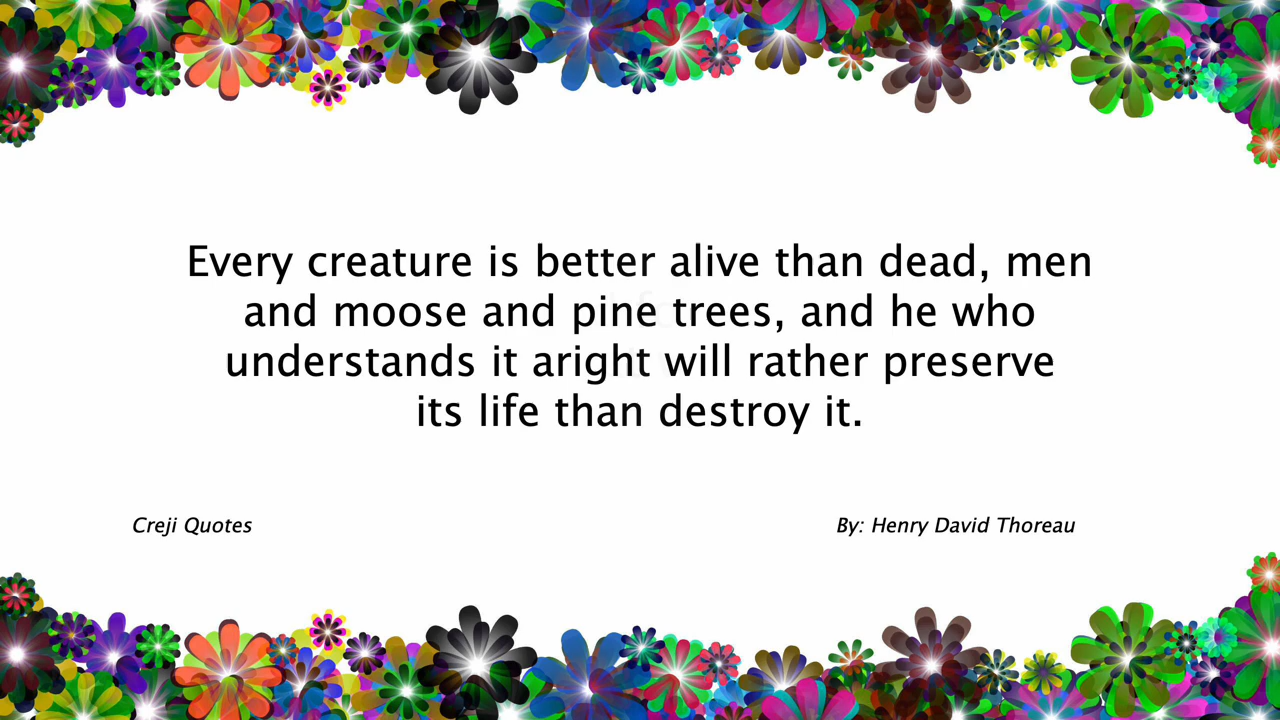 Every creature is better alive than dead, men
and moose and pine trees, and he who
understands it aright will rather preserve
its life than destroy it.
Creji Quotes
By: Henry David Thoreau